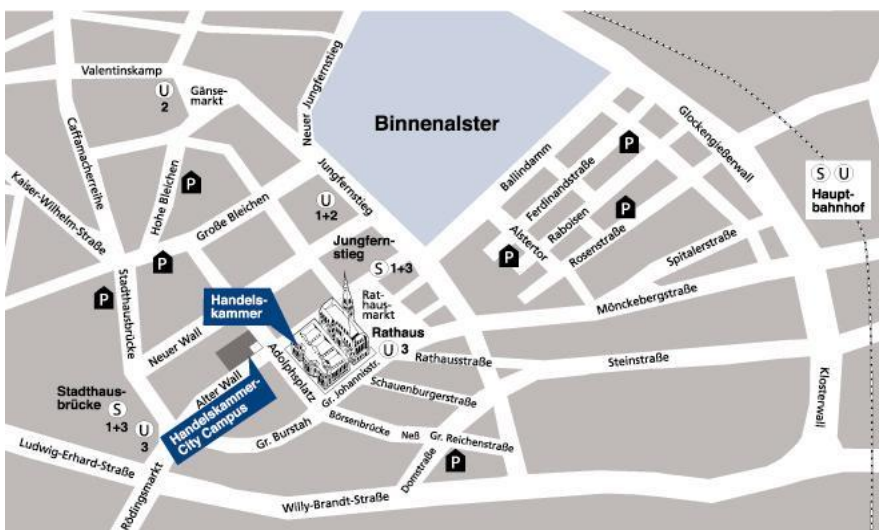 Valentinskamp
U
2
Gänse-
markt
Neuer Jungfernstieg
Binnenalster
Glockengießerwall
Caffamacherreihe
Kaiser-Wilhelm-Straße
Hohe Bleichen
P
Große Bleichen
U
1+2
Jungfernstieg
Ballindamm
Ferdinandstraße
P
Raboisen
P
Alstertor
Rosenstraße
P
Spitalerstraße
S U
Haupt-
bahnhof
Jungfern-
stieg
S 1+3
P
P
Stadthausbrücke
Handels-
kammer
Rat-
haus
markt
Rathaus
U 3
Mönckebergstraße
Neuer Wall
Adolphsplatz
Gr. Johannisstr.
Rathausstraße
Steinstraße
Schauenburgerstraße
Klosterwall
Stadthaus-
brücke
S
1+3
U
3
Alter Wall
Handelskammer-
City Campus
Gr. Burstah
Börsenbrücke
Neß
Gr. Reichenstraße
P
Domstraße
Ludwig-Erhard-Straße
Rödingsmarkt
Willy-Brandt-Straße